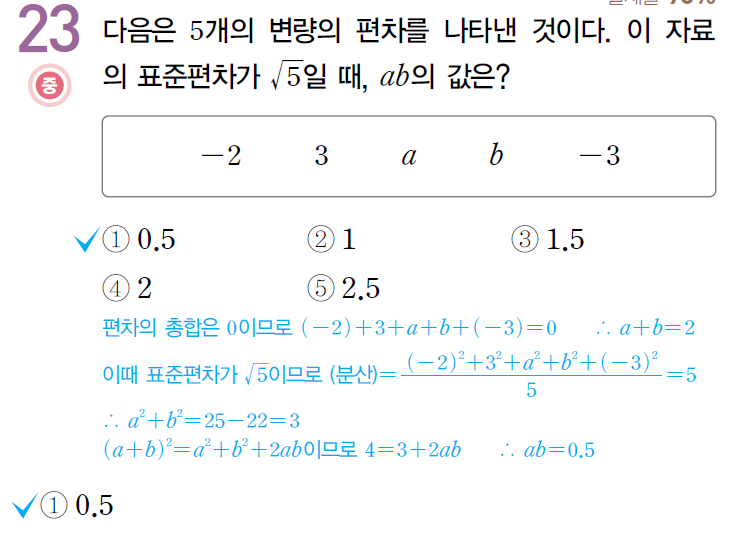 23 다음은 5개의 변량의 편차를 나타낸 것이다. 이 자료
중 의 표준편차가 √5일 때, ab의 값은?
−2 3 a b −3
① 0.5 ② 1 ③ 1.5
④ 2 ⑤ 2.5
편차의 총합은 0이므로 (−2)+3+a+b+(−3)=0 ∴ a+b=2
이때 표준편차가 √5이므로 (분산)=((−2)²+3²+a²+b²+(−3)²)/5=5
∴ a²+b²=25−22=3
(a+b)²=a²+b²+2ab이므로 4=3+2ab ∴ ab=0.5
① 0.5